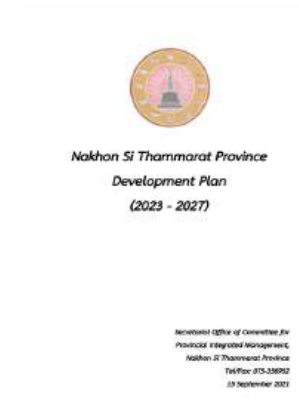 Nakhon Si Thammarat Province
Development Plan
(2023 - 2027)
Secretarial Office of Committee for
Provincial Integrated Management,
Nakhon Si Thammarat Province
Tel/Fax: 075-356952
15 September 2021